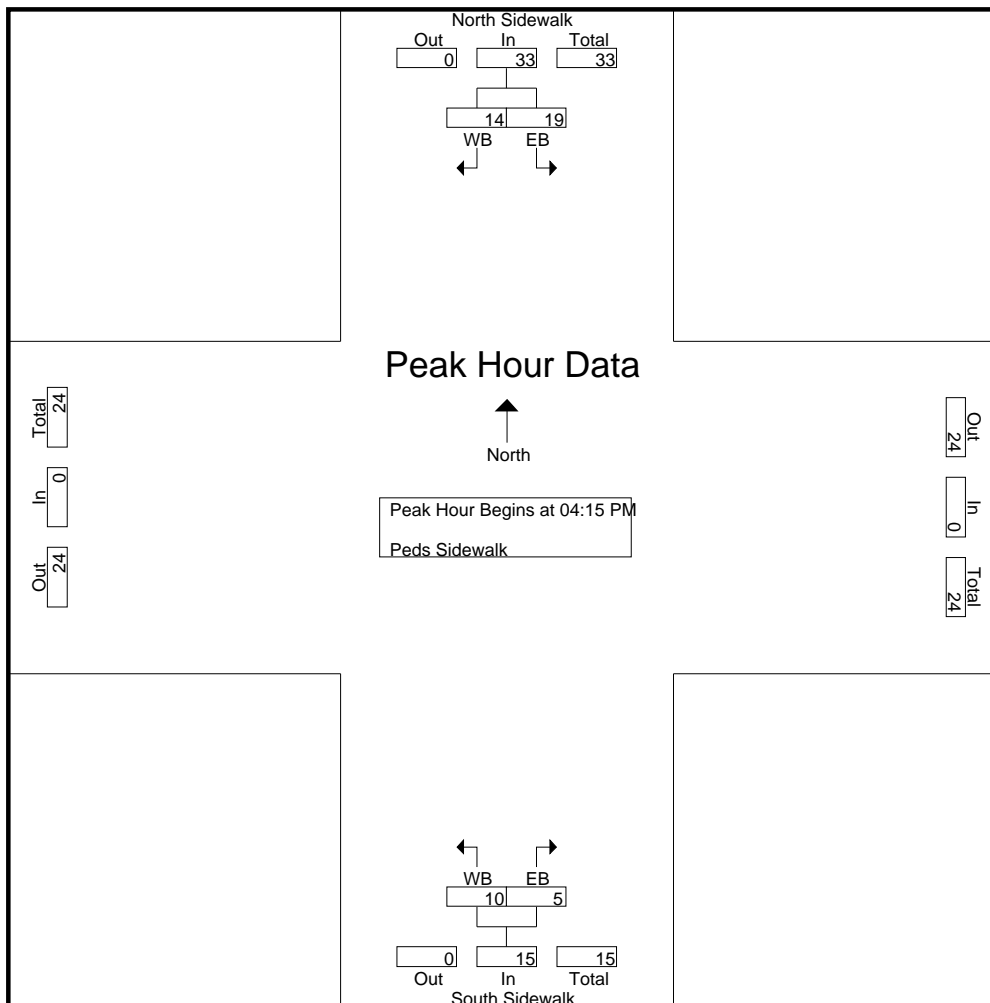 North Sidewalk
Out In Total
0 33 33
14 19
WB EB
Peak Hour Data
North
Peak Hour Begins at 04:15 PM
Peds Sidewalk
Total 24
In 0
Out 24
Out 24
In 0
Total 24
WB EB
10 5
0 15 15
Out In Total
South Sidewalk